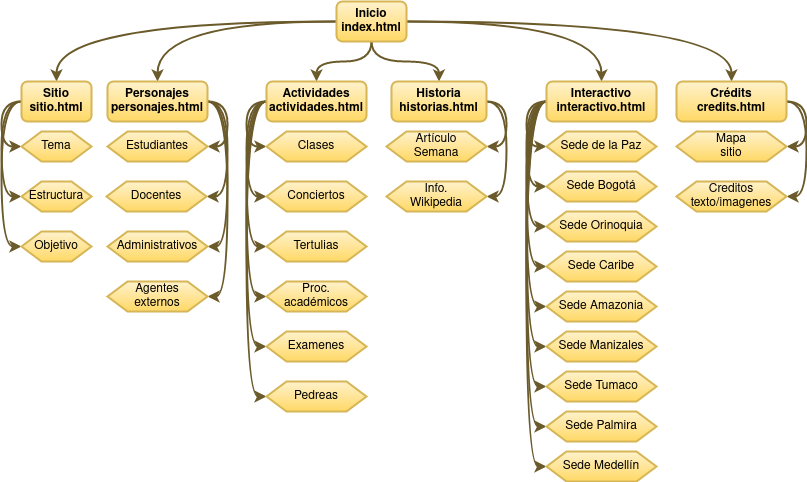 Inicio
index.html
Sitio
sitio.html
Tema
Estructura
Objetivo
Personajes
personajes.html
Estudiantes
Docentes
Administrativos
Agentes
externos
Actividades
actividades.html
Clases
Conciertos
Tertulias
Proc.
académicos
Examenes
Pedreas
Historia
historias.html
Artículo
Semana
Info.
Wikipedia
Interactivo
interactivo.html
Sede de la Paz
Sede Bogotá
Sede Orinoquia
Sede Caribe
Sede Amazonia
Sede Manizales
Sede Tumaco
Sede Palmira
Sede Medellín
Crédits
credits.html
Mapa
sitio
Creditos
texto/imagenes